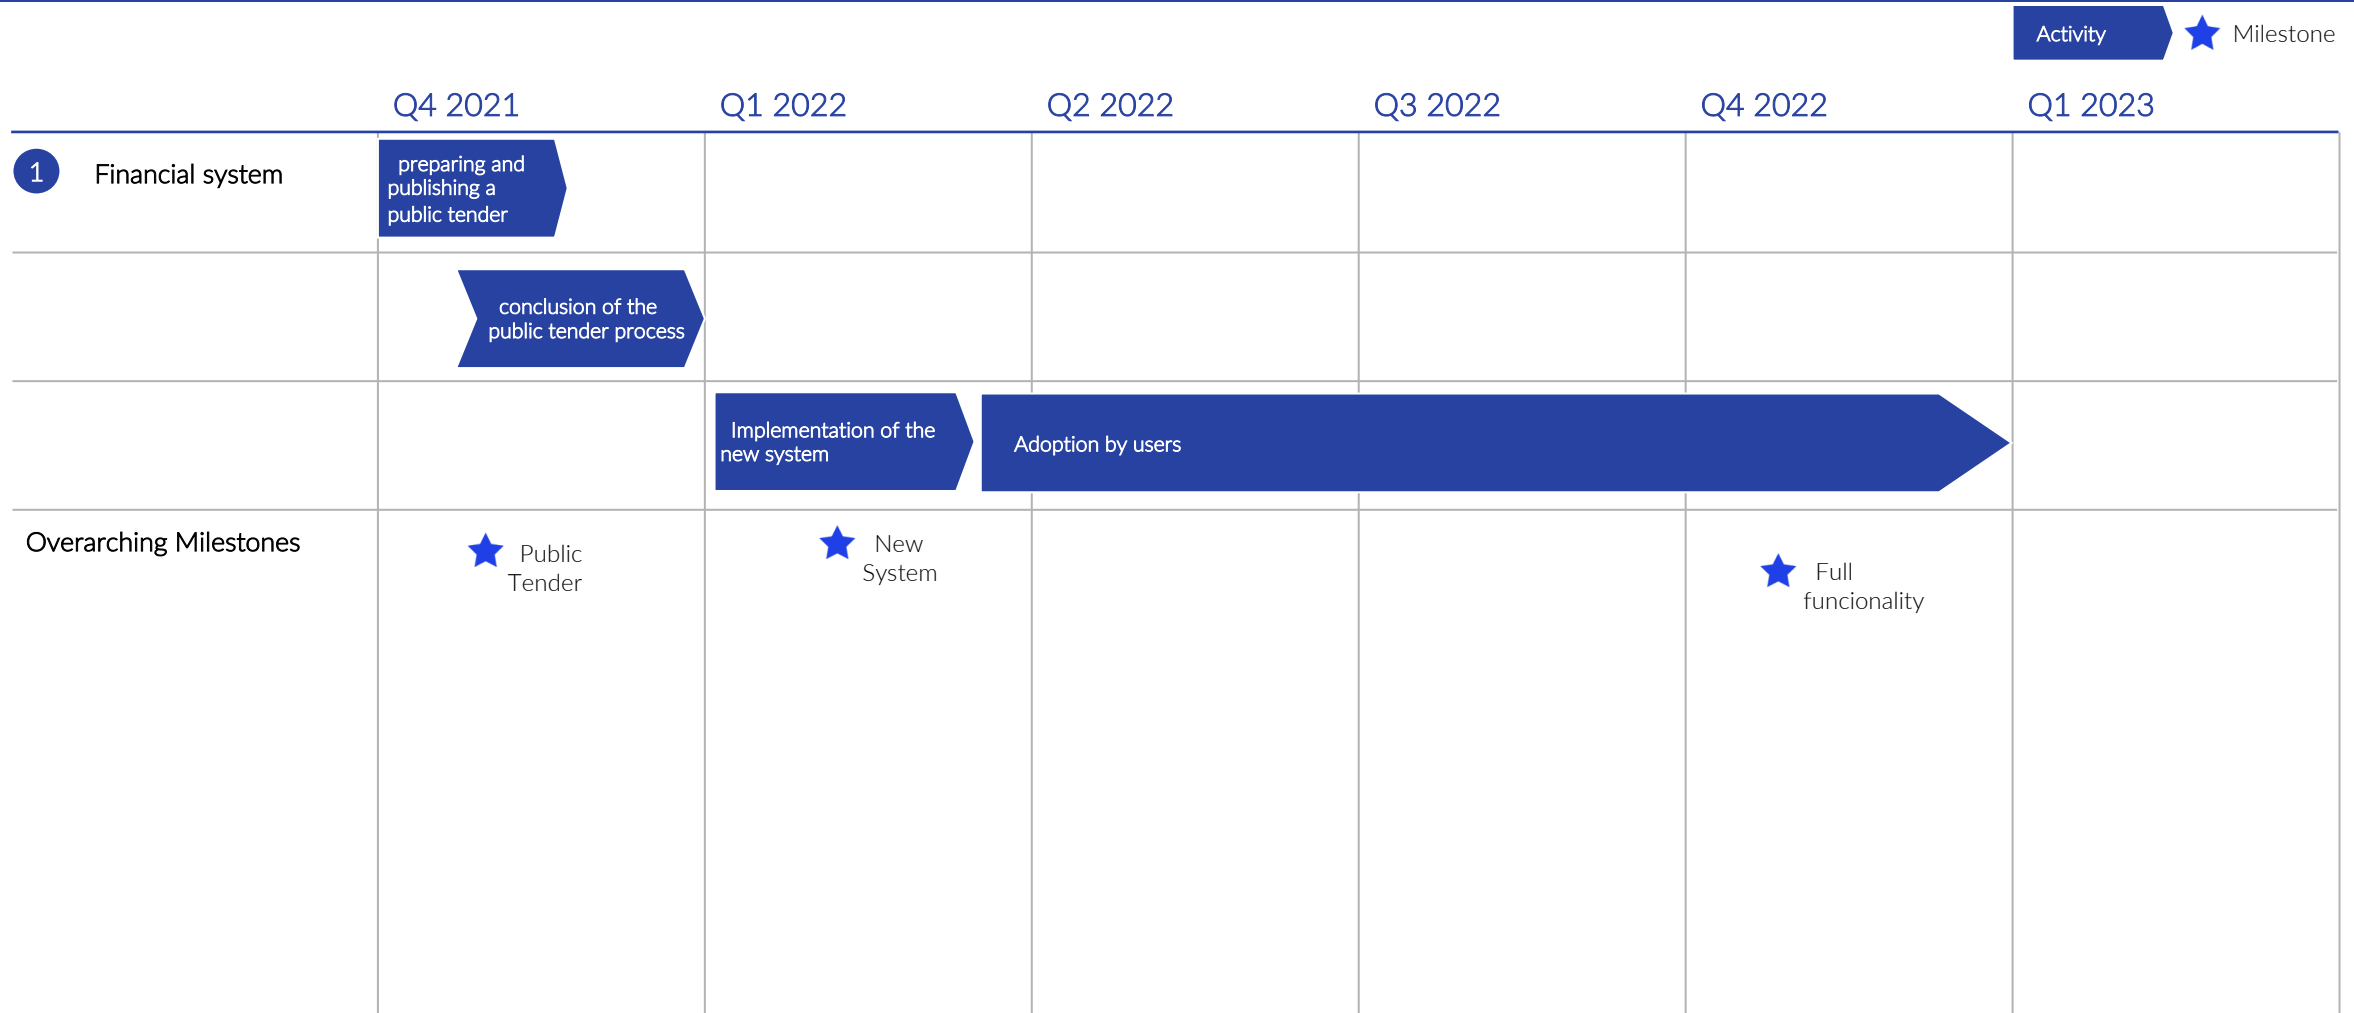 Activity
Milestone
Q4 2021
Q1 2022
Q2 2022
Q3 2022
Q4 2022
Q1 2023
1
Financial system
preparing and
publishing a
public tender
conclusion of the
public tender process
Implementation of the
new system
Adoption by users
Overarching Milestones
Public
Tender
New
System
Full
funcionality